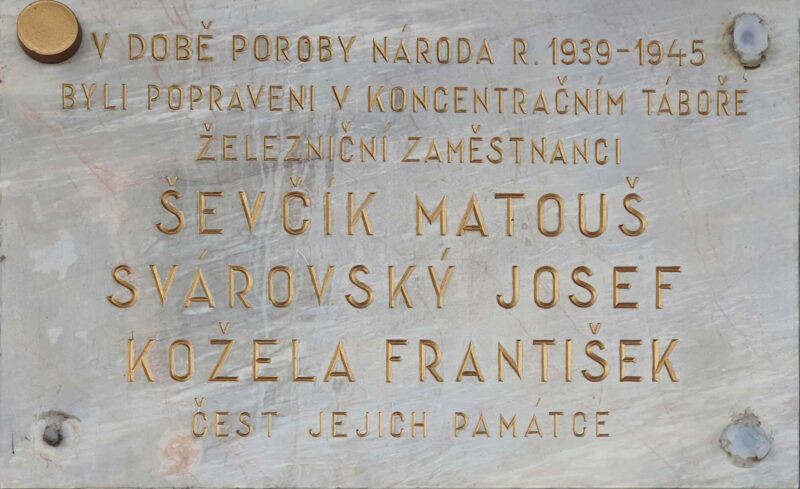 V DOBĚ POROBY NÁRODA R. 1939-1945
BYLI POPRAVENI V KONCENTRAČNÍM TÁBOŘE
ŽELEZNIČNÍ ZAMĚSTNANCI
ŠEVČÍK MATOUŠ
SVÁROVSKÝ JOSEF
KOŽELA FRANTIŠEK
ČEST JEJICH PAMÁTCE